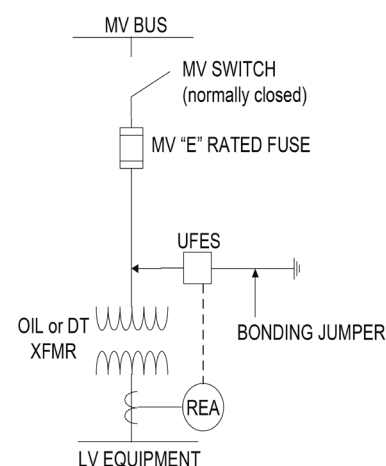 MV BUS
MV SWITCH
(normally closed)
MV “E” RATED FUSE
UFES
OIL or DT
XFMR
BONDING JUMPER
REA
LV EQUIPMENT